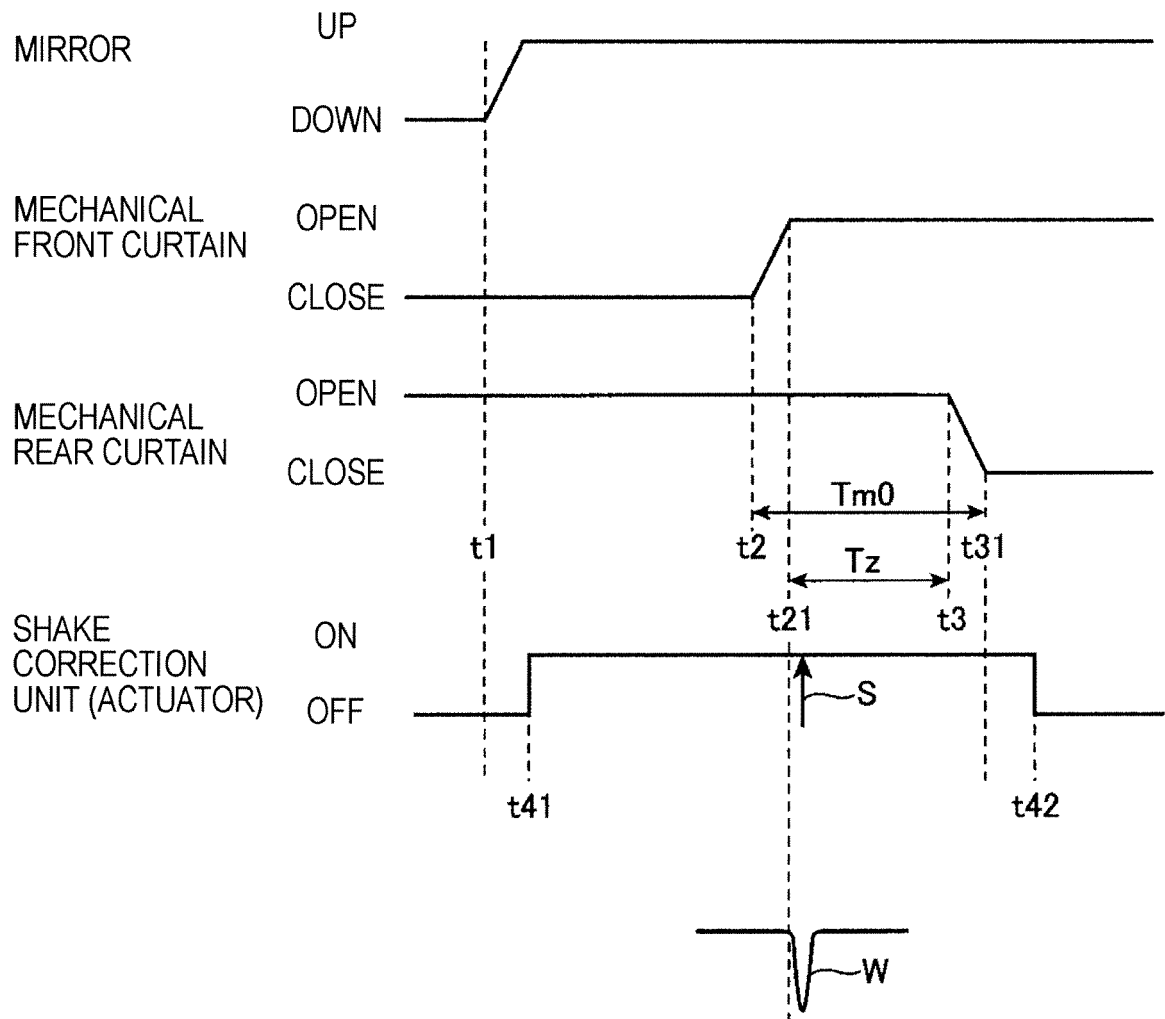 UP
MIRROR
DOWN
MECHANICAL
FRONT CURTAIN
OPEN
CLOSE
MECHANICAL
REAR CURTAIN
OPEN
CLOSE
Tm0
t1
t2
t31
Tz
t21
t3
SHAKE
CORRECTION
UNIT (ACTUATOR)
ON
OFF
S
t41
t42
W